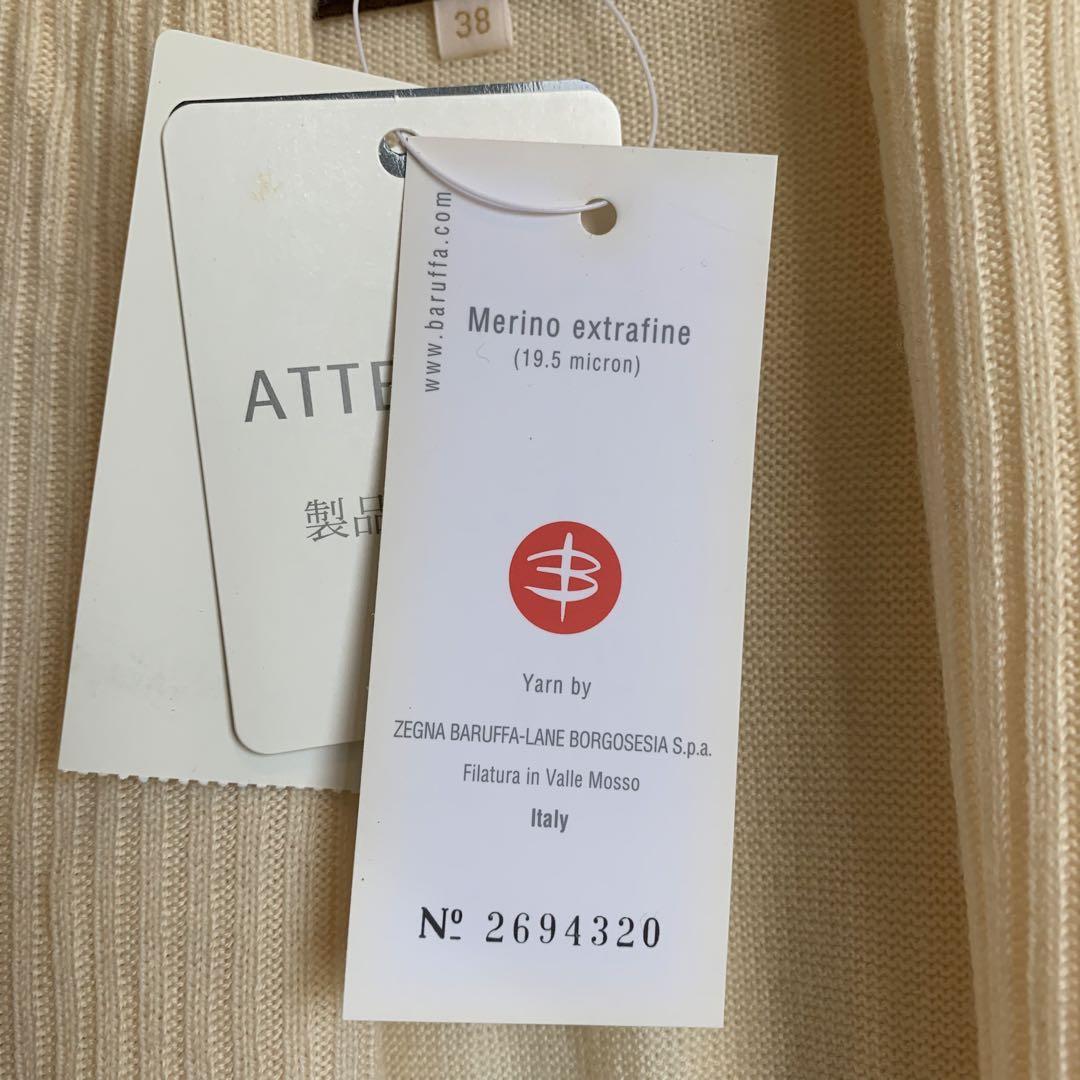 38
www.baruffa.com
Merino extrafine
(19.5 micron)
ATTE
製品
Yarn by
ZEGNA BARUFFA-LANE BORGOSESIA S.p.a.
Filatura in Valle Mosso
Italy
Nº 2694320